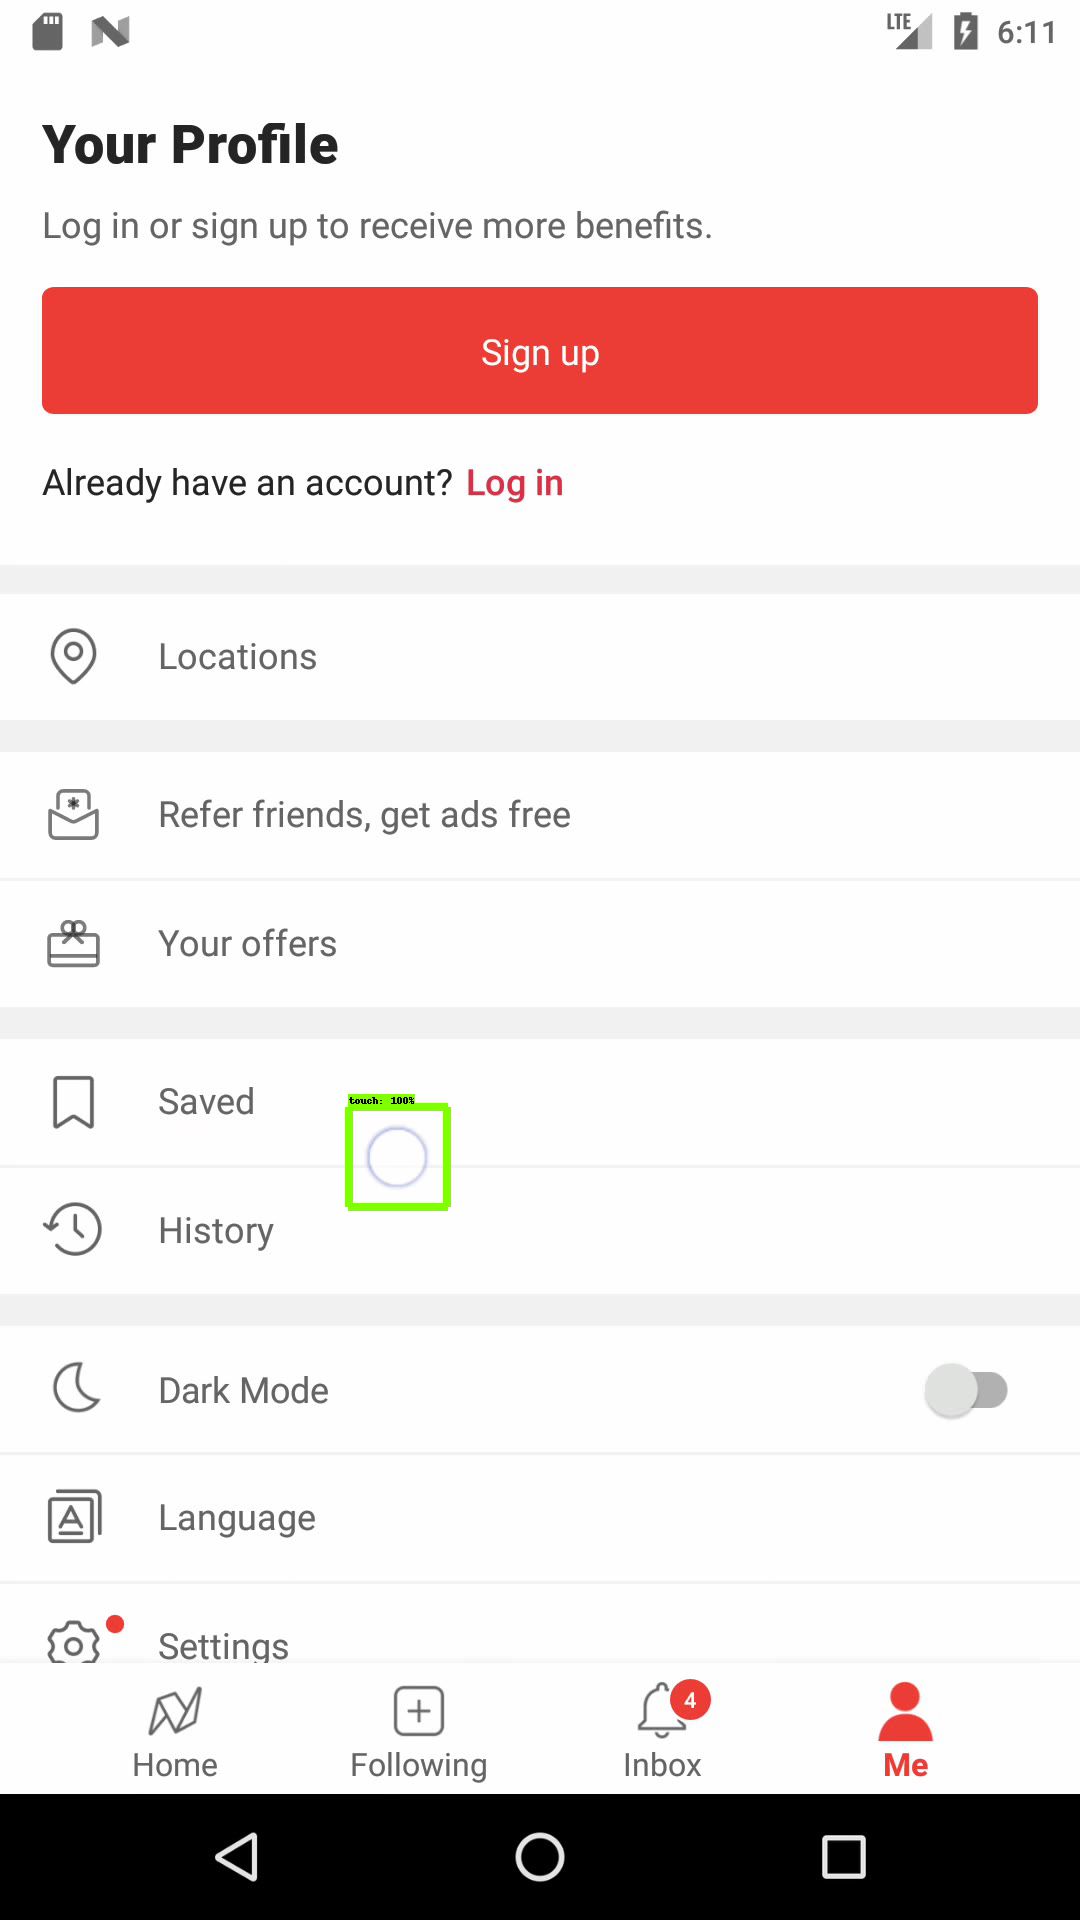 LTE 6:11
Your Profile
Log in or sign up to receive more benefits.
Sign up
Already have an account? Log in
Locations
Refer friends, get ads free
Your offers
Saved
touch: 100%
History
Dark Mode
Language
Settings
4
Home Following Inbox Me